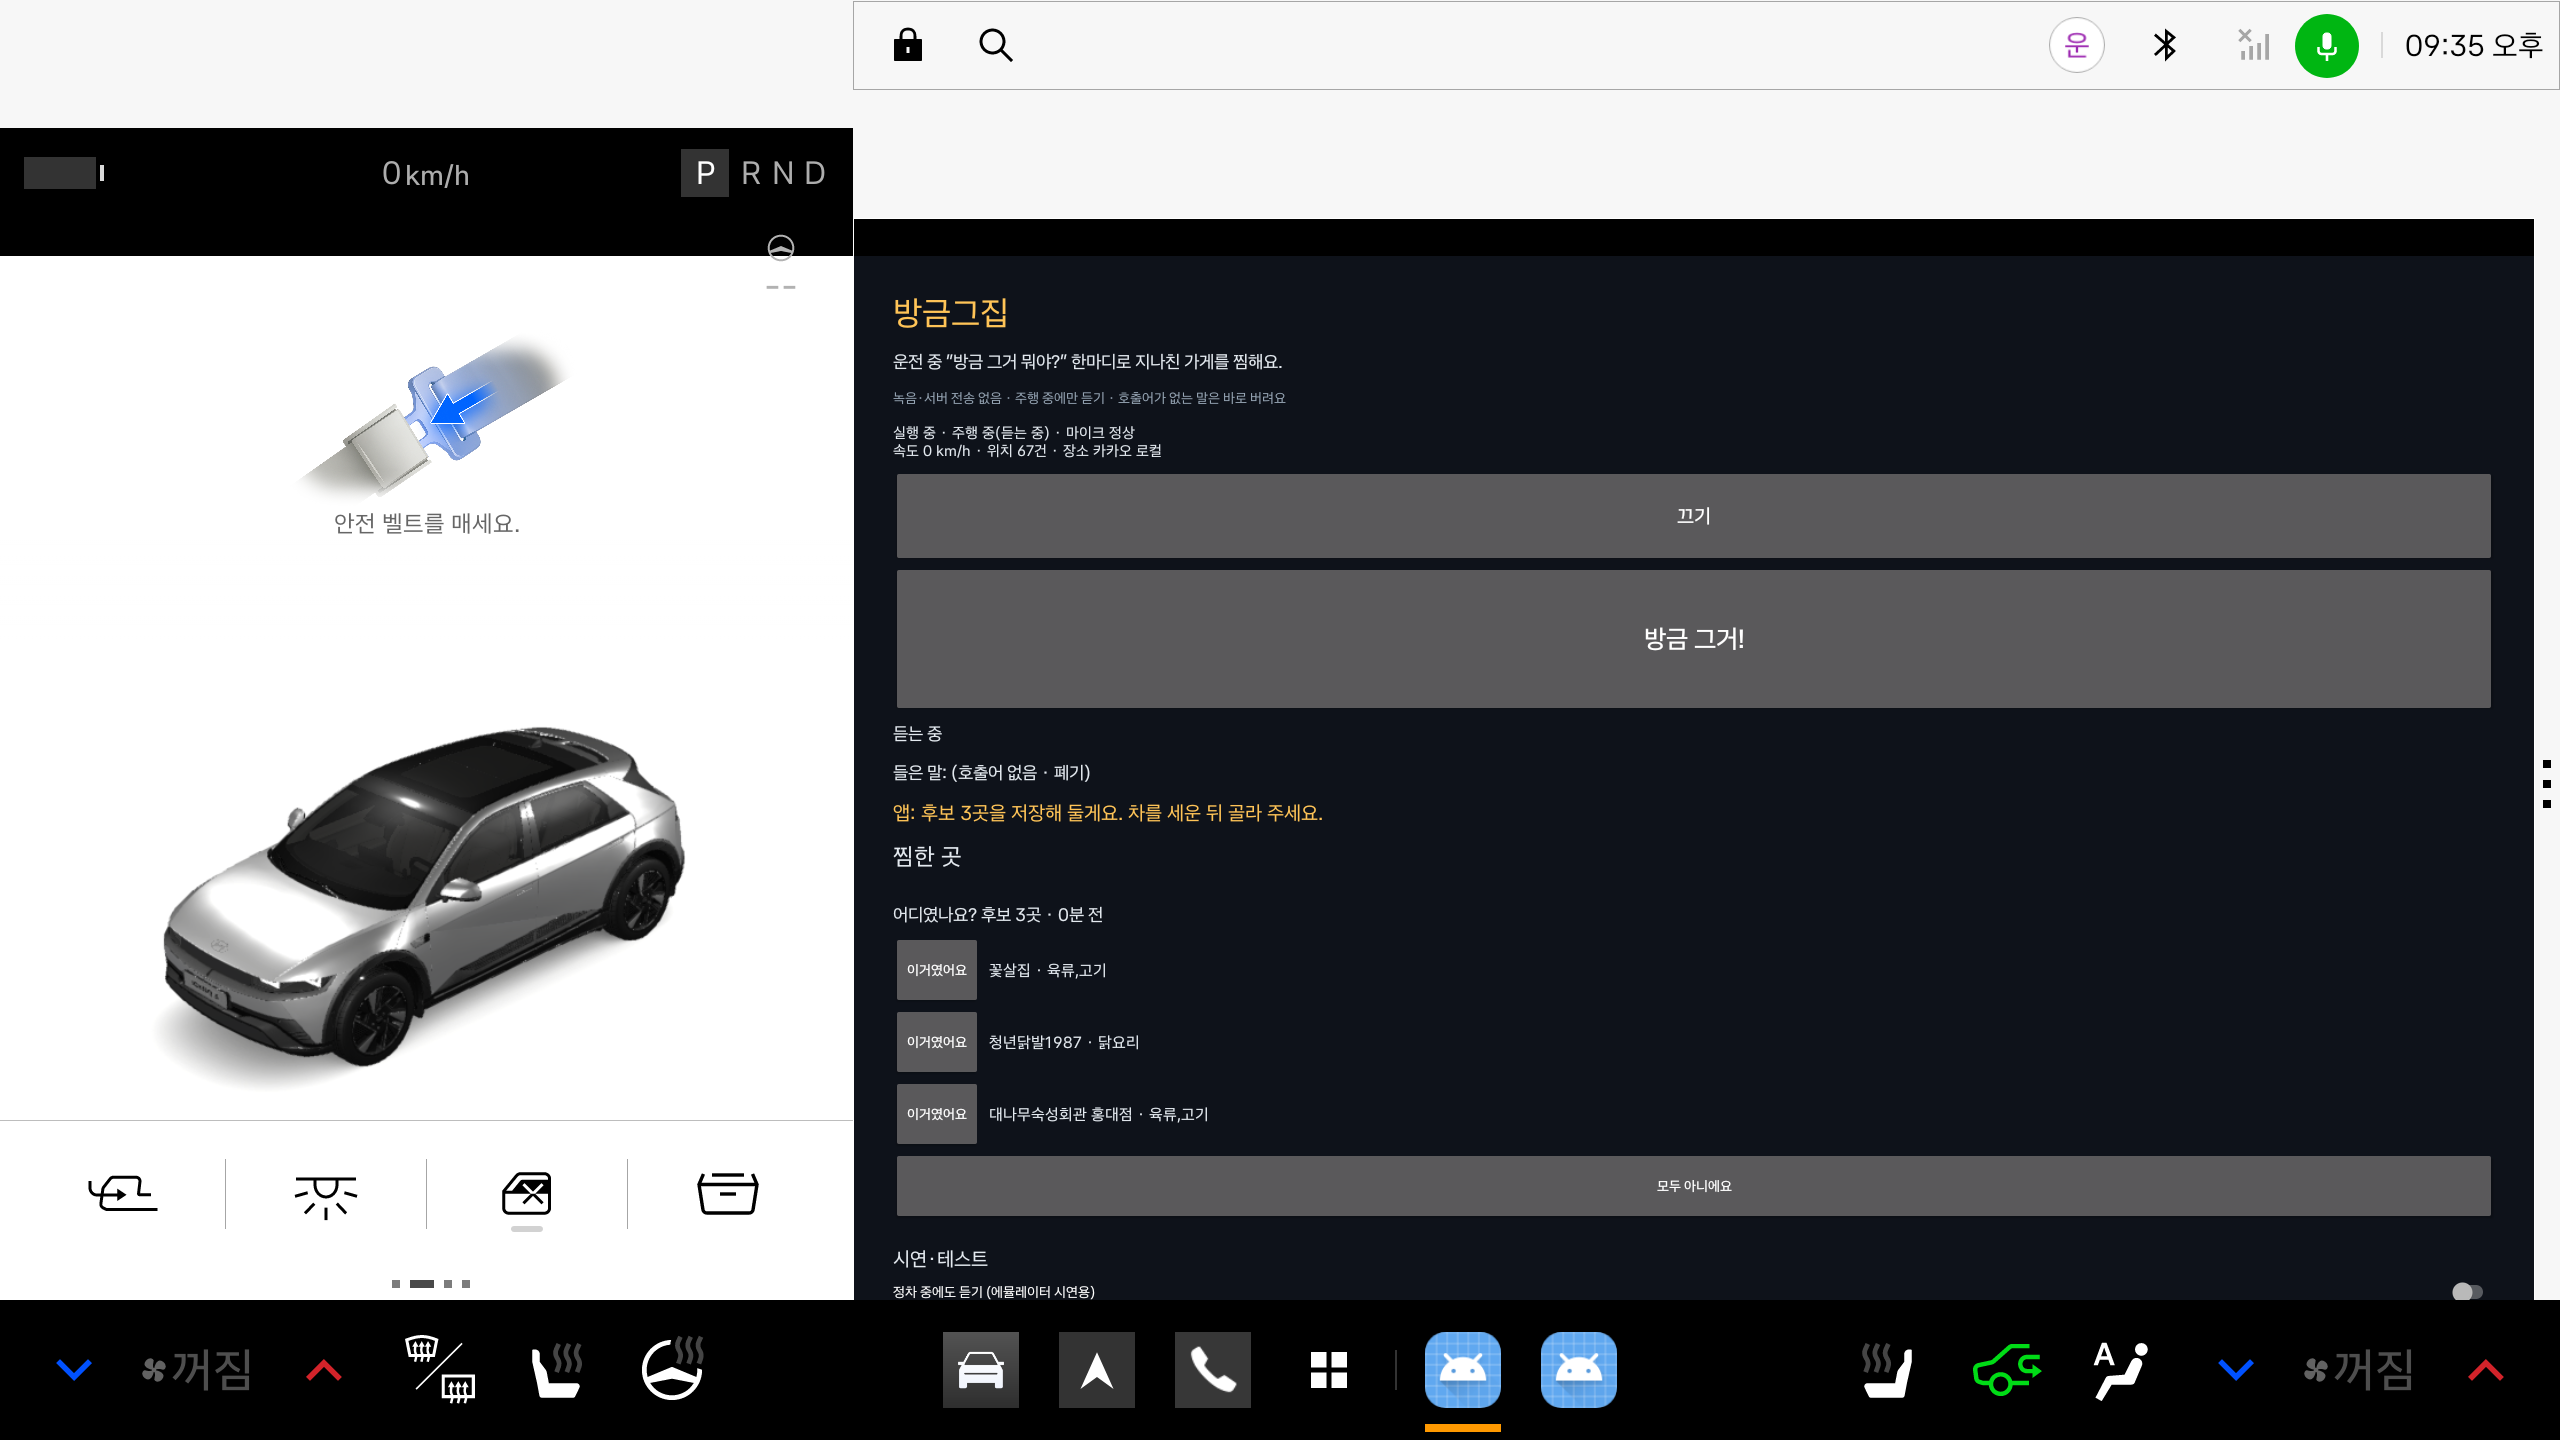 운
09:35 오후
0 km/h
P R N D
안전 벨트를 매세요.
방금그집
운전 중 "방금 그거 뭐야?" 한마디로 지나친 가게를 찜해요.
녹음·서버 전송 없음 · 주행 중에만 듣기 · 호출어가 없는 말은 바로 버려요
실행 중 · 주행 중(듣는 중) · 마이크 정상
속도 0 km/h · 위치 67건 · 장소 카카오 로컬
끄기
방금 그거!
듣는 중
들은 말: (호출어 없음 · 폐기)
앱: 후보 3곳을 저장해 둘게요. 차를 세운 뒤 골라 주세요.
찜한 곳
어디였나요? 후보 3곳 · 0분 전
이거였어요 꽃살집 · 육류,고기
이거였어요 청년닭발1987 · 닭요리
이거였어요 대나무숙성회관 홍대점 · 육류,고기
모두 아니에요
시연·테스트
정차 중에도 듣기 (에뮬레이터 시연용)
꺼짐
A
꺼짐